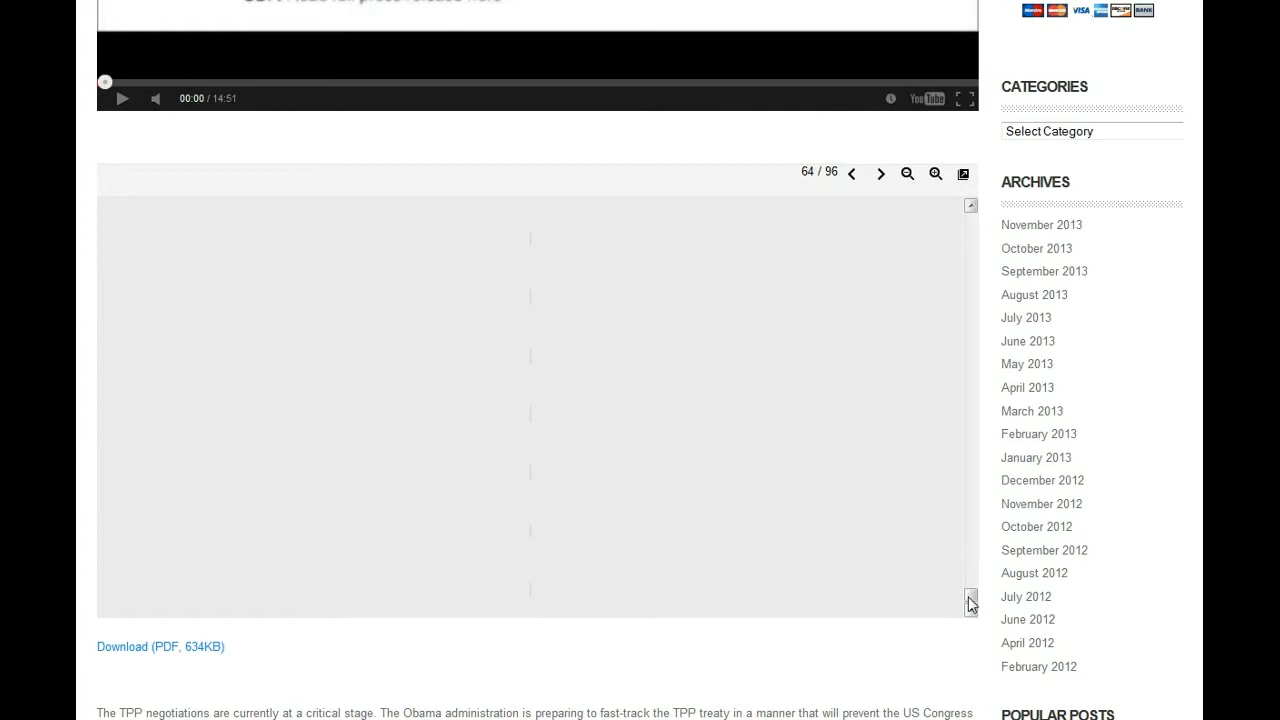 VISA
DISCOVER
BANK
CATEGORIES
00:00 / 14:51
YouTube
Select Category
64 / 96
ARCHIVES
November 2013
October 2013
September 2013
August 2013
July 2013
June 2013
May 2013
April 2013
March 2013
February 2013
January 2013
December 2012
November 2012
October 2012
September 2012
August 2012
July 2012
June 2012
April 2012
February 2012
Download (PDF, 634KB)
The TPP negotiations are currently at a critical stage. The Obama administration is preparing to fast-track the TPP treaty in a manner that will prevent the US Congress
POPULAR POSTS